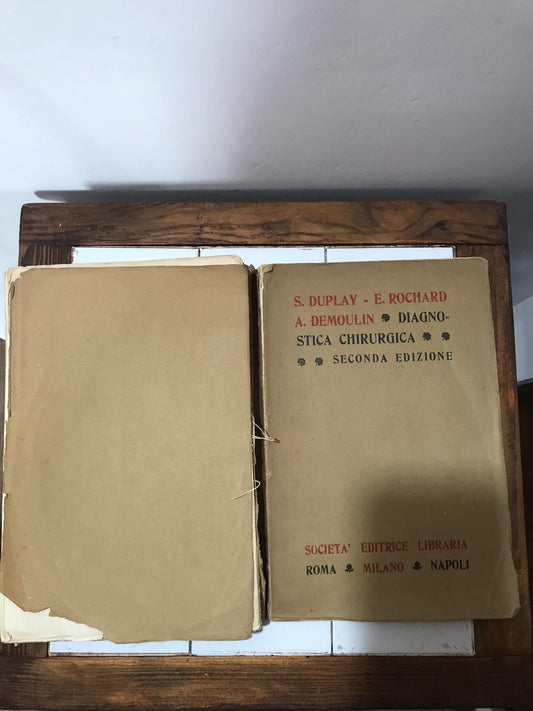 S. DUPLAY - E. ROCHARD
A. DEMOULIN * DIAGNO-
STICA CHIRURGICA * *
* * SECONDA EDIZIONE
SOCIETA' EDITRICE LIBRARIA
ROMA ♣ MILANO ♣ NAPOLI